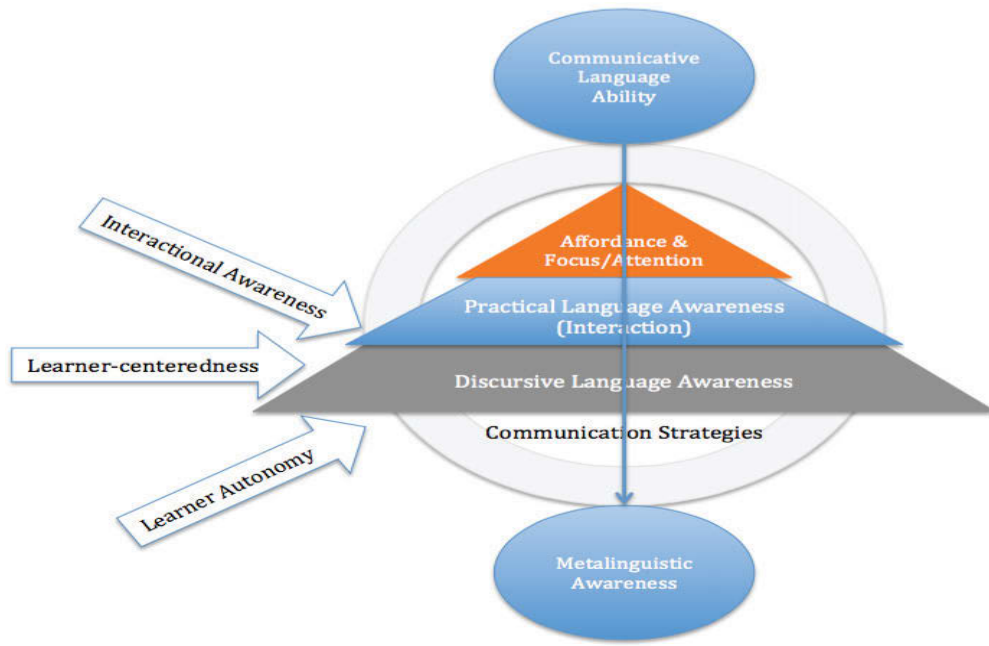 Communicative
Language
Ability
Affordance &
Focus/Attention
Interactional Awareness
Practical Language Awareness
(Interaction)
Learner-centeredness
Discursive Language Awareness
Communication Strategies
Learner Autonomy
Metalinguistic
Awareness